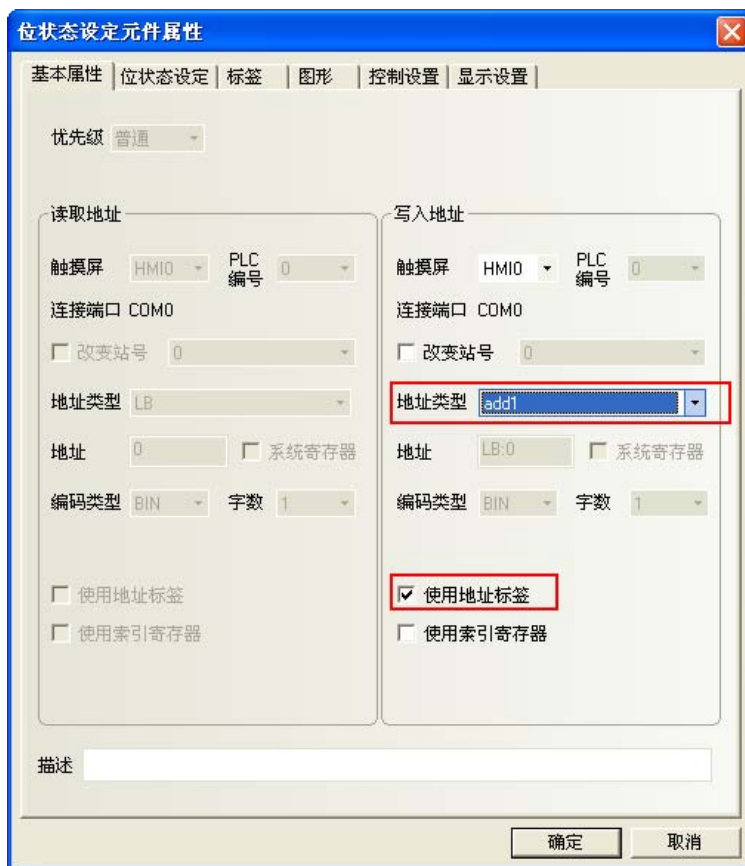 位状态设定元件属性
基本属性 位状态设定 标签 图形 控制设置 显示设置
优先级 普通
读取地址
触摸屏 HMI0 PLC编号 0
连接端口 COM0
改变站号 0
地址类型 LB
地址 0 系统寄存器
编码类型 BIN 字数 1
使用地址标签
使用索引寄存器
写入地址
触摸屏 HMI0 PLC编号 0
连接端口 COM0
改变站号 0
地址类型 add1
地址 LB:0 系统寄存器
编码类型 BIN 字数 1
使用地址标签
使用索引寄存器
描述
确定 取消